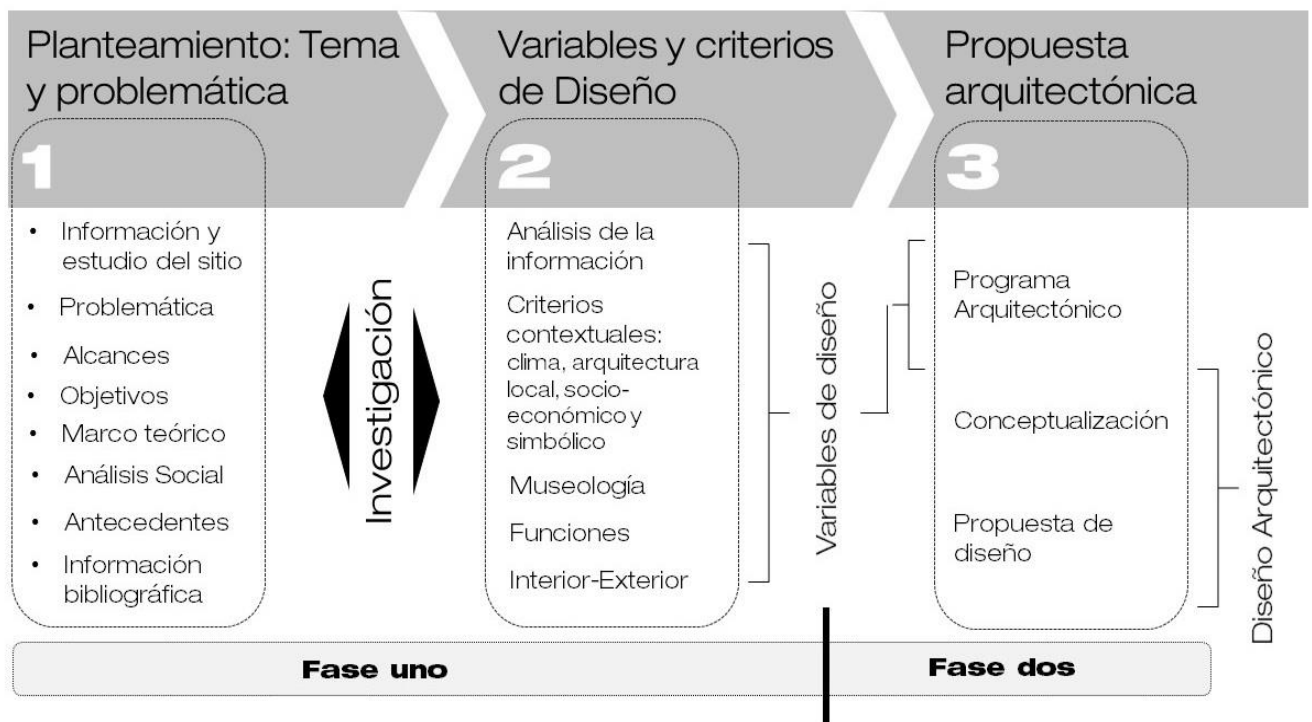 Planteamiento: Tema
y problemática
1
• Información y
estudio del sitio
• Problemática
• Alcances
• Objetivos
• Marco teórico
• Análisis Social
• Antecedentes
• Información
bibliográfica
Investigación
Variables y criterios
de Diseño
2
Análisis de la
información
Criterios
contextuales:
clima, arquitectura
local, socio-
económico y
simbólico
Museología
Funciones
Interior-Exterior
Variables de diseño
Propuesta
arquitectónica
3
Programa
Arquitectónico
Conceptualización
Propuesta de
diseño
Diseño Arquitectónico
Fase uno
Fase dos